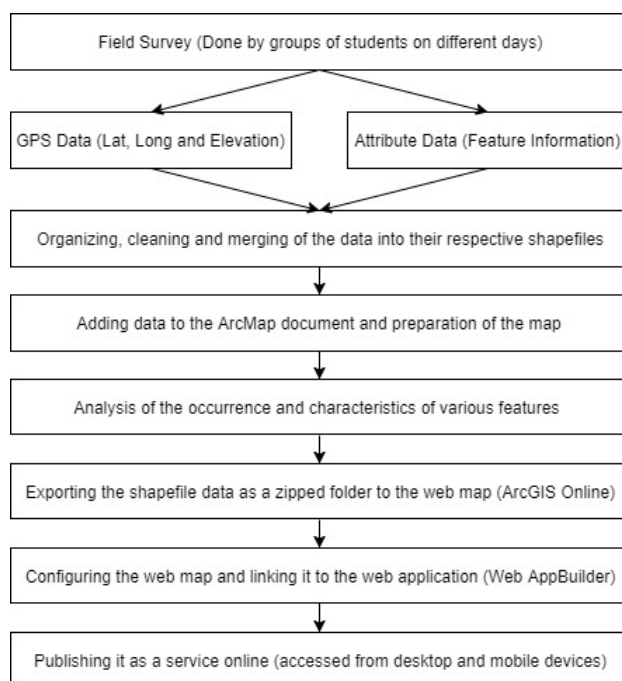 Field Survey (Done by groups of students on different days)
GPS Data (Lat, Long and Elevation)
Attribute Data (Feature Information)
Organizing, cleaning and merging of the data into their respective shapefiles
Adding data to the ArcMap document and preparation of the map
Analysis of the occurrence and characteristics of various features
Exporting the shapefile data as a zipped folder to the web map (ArcGIS Online)
Configuring the web map and linking it to the web application (Web AppBuilder)
Publishing it as a service online (accessed from desktop and mobile devices)